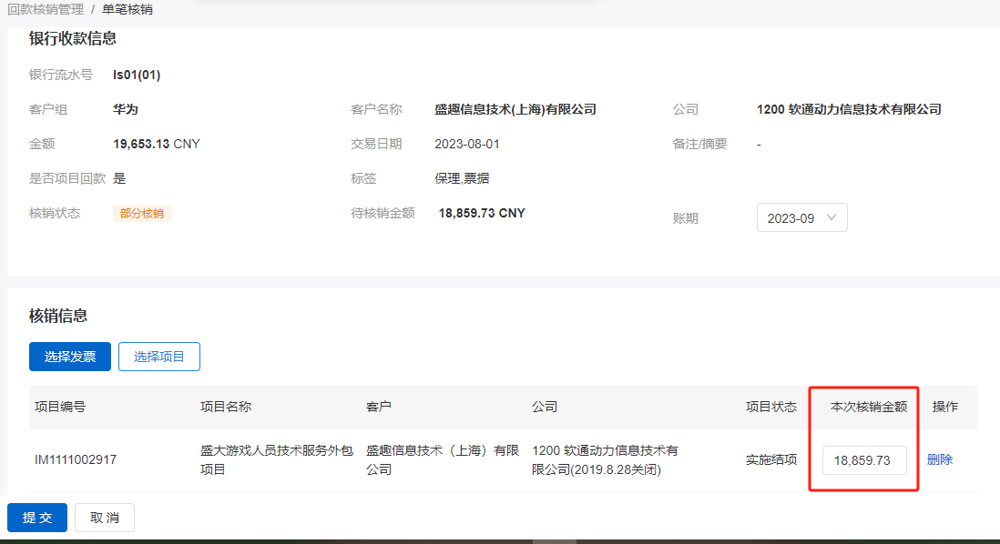 回款核销管理 / 单笔核销
银行收款信息
银行流水号 ls01(01)
客户组 华为 客户名称 盛趣信息技术(上海)有限公司 公司 1200 软通动力信息技术有限公司
金额 19,653.13 CNY 交易日期 2023-08-01 备注/摘要 -
是否项目回款 是 标签 保理,票据
核销状态 部分核销 待核销金额 18,859.73 CNY 账期 2023-09
核销信息
选择发票 选择项目
项目编号 项目名称 客户 公司 项目状态 本次核销金额 操作
IM1111002917 盛大游戏人员技术服务外包 盛趣信息技术（上海）有限 1200 软通动力信息技术有 实施结项 18,859.73 删除
项目 公司 限公司(2019.8.28关闭)
提 交 取 消